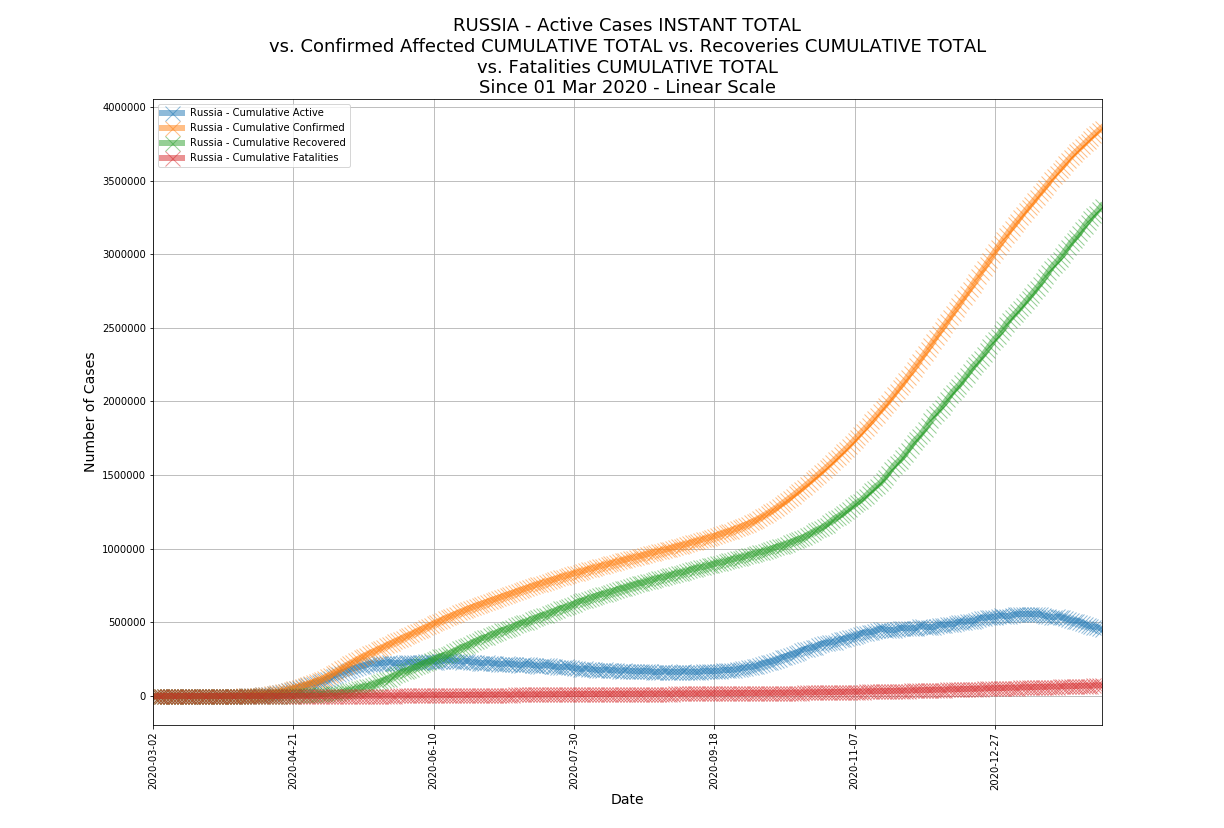 RUSSIA - Active Cases INSTANT TOTAL
vs. Confirmed Affected CUMULATIVE TOTAL vs. Recoveries CUMULATIVE TOTAL
vs. Fatalities CUMULATIVE TOTAL
Since 01 Mar 2020 - Linear Scale
Russia - Cumulative Active
Russia - Cumulative Confirmed
Russia - Cumulative Recovered
Russia - Cumulative Fatalities
Number of Cases
4000000
3500000
3000000
2500000
2000000
1500000
1000000
500000
0
2020-03-02
2020-04-21
2020-06-10
2020-07-30
2020-09-18
2020-11-07
2020-12-27
Date